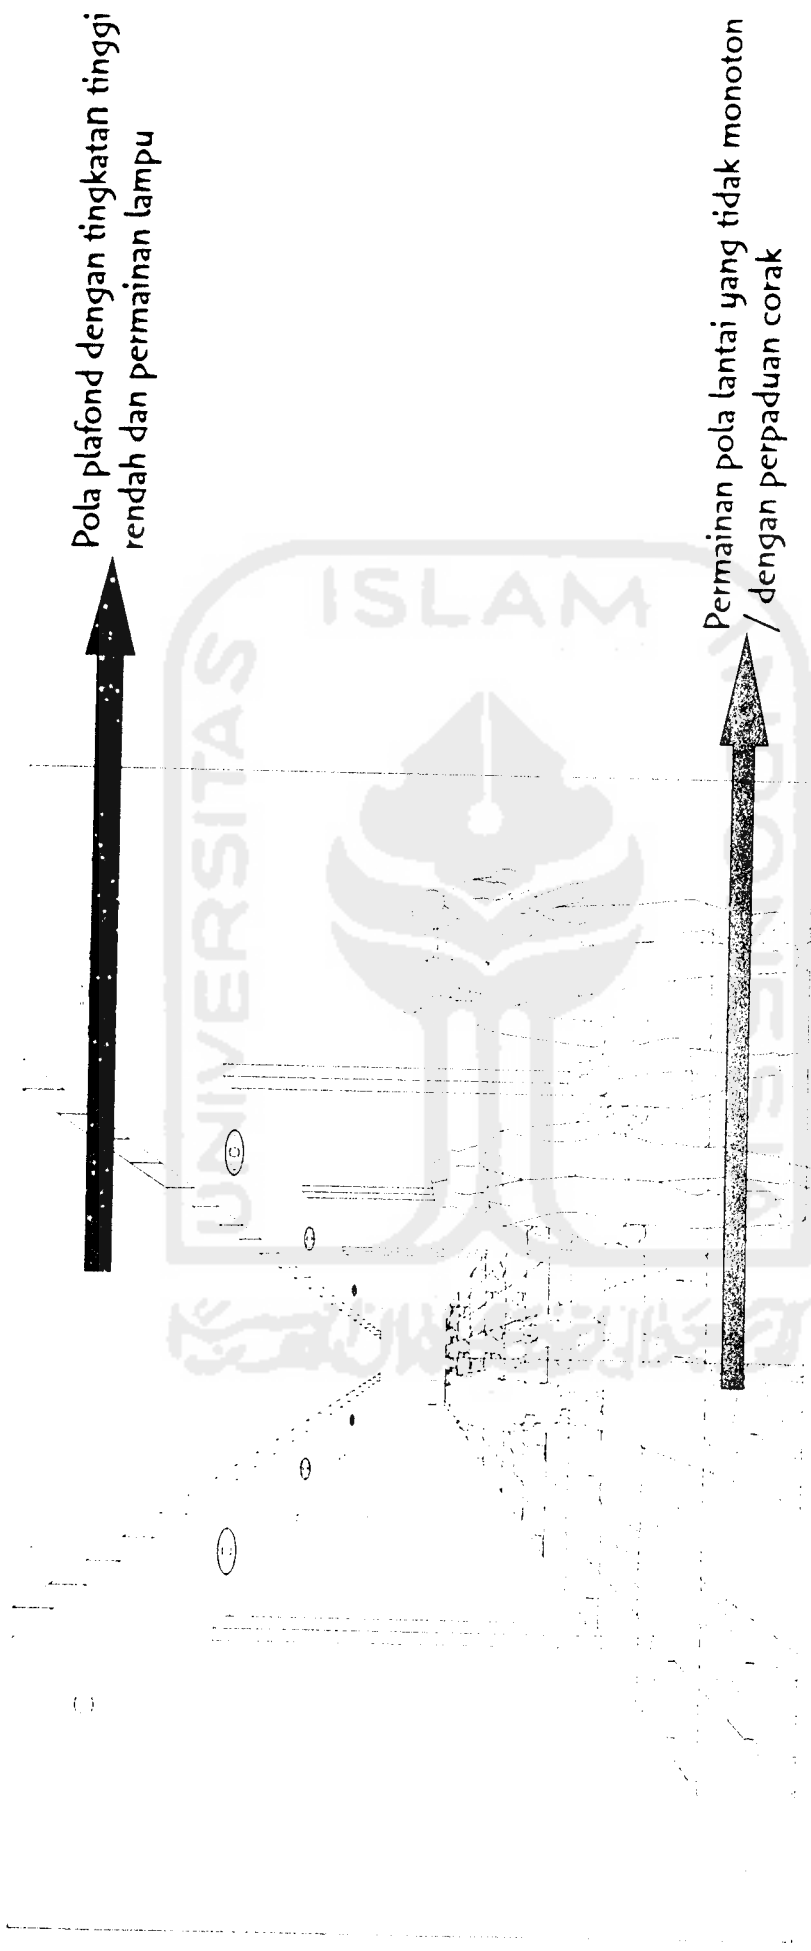 Pola plafond dengan tingkatan tinggi
rendah dan permainan lampu
Permainan pola lantai yang tidak monoton
/ dengan perpaduan corak
UNIVERSITAS
ISLAM
INDONESIA